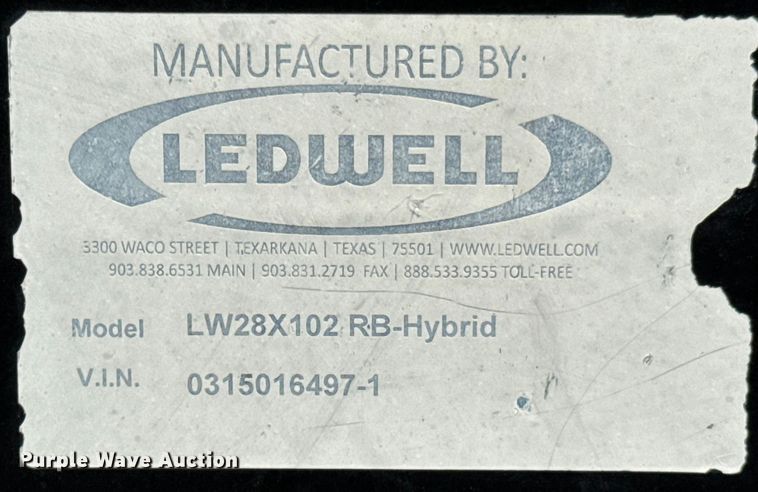 MANUFACTURED BY:
LEDWELL
3300 WACO STREET | TEXARKANA | TEXAS | 75501 | WWW.LEDWELL.COM
903.838.6531 MAIN | 903.831.2719 FAX | 888.533.9355 TOLL-FREE
Model LW28X102 RB-Hybrid
V.I.N. 0315016497-1
Purple Wave Auction